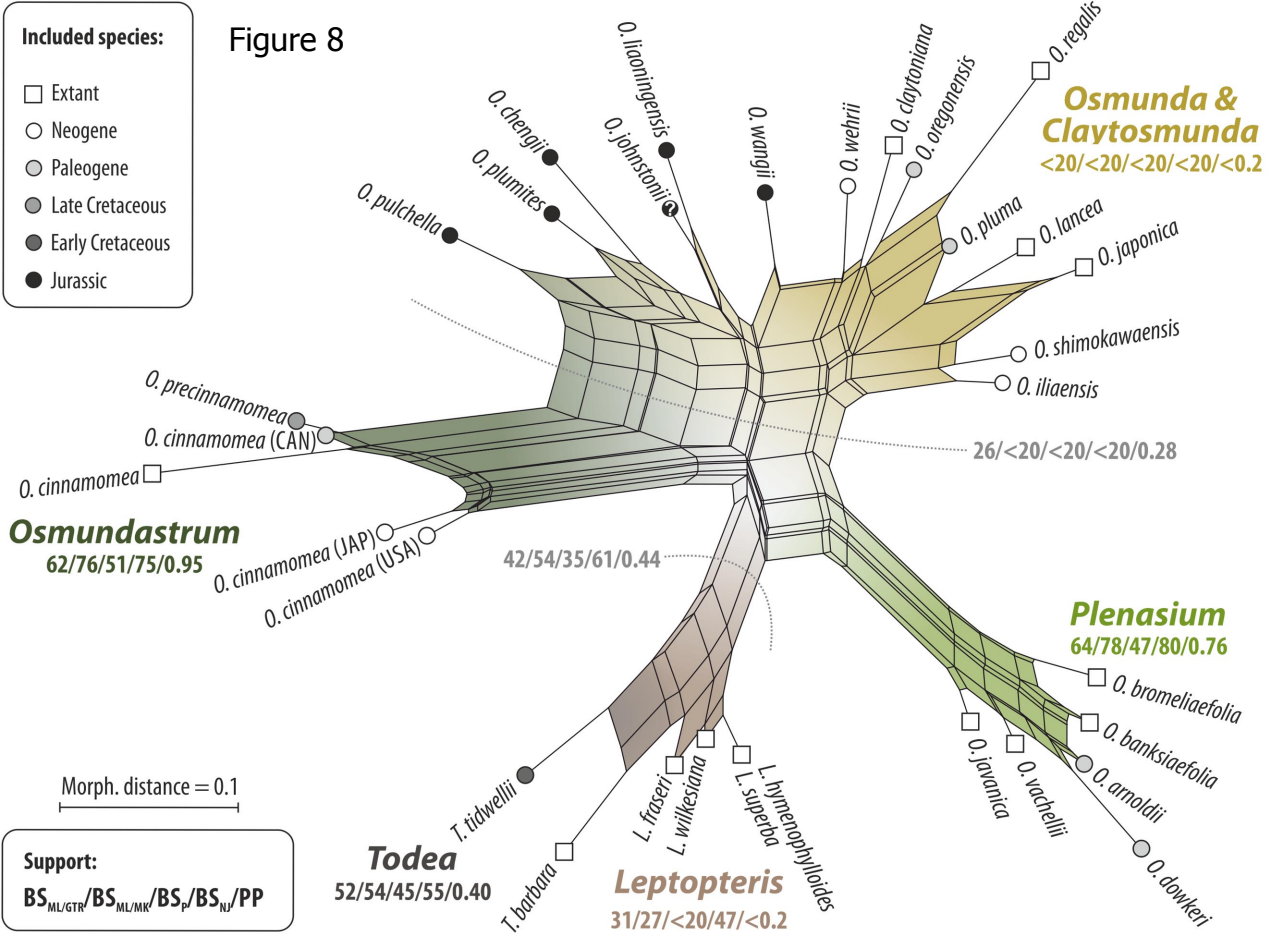 Figure 8
Included species:
Extant
Neogene
Paleogene
Late Cretaceous
Early Cretaceous
Jurassic
O. pulchella
O. plumites
O. chengii
O. johnstonii
?
O. liaoningensis
O. wangii
O. wehrii
O. claytoniana
O. oregonensis
O. regalis
Osmunda &
Claytosmunda
<20/<20/<20/<20/<0.2
O. pluma
O. lancea
O. japonica
O. shimokawaensis
O. iliaensis
26/<20/<20/<20/0.28
O. precinnamomea
O. cinnamomea (CAN)
O. cinnamomea
Osmundastrum
62/76/51/75/0.95
O. cinnamomea (JAP)
O. cinnamomea (USA)
42/54/35/61/0.44
Plenasium
64/78/47/80/0.76
O. bromeliaefolia
O. banksiaefolia
O. arnoldii
O. dowkeri
O. javanica
O. vachellii
T. tidwellii
T. barbara
Todea
52/54/45/55/0.40
L. fraseri
L. wilkesiana
L. superba
L. hymenophylloides
Leptopteris
31/27/<20/47/<0.2
Morph. distance = 0.1
Support:
BSML/GTR/BSML/MK/BSP/BSNJ/PP